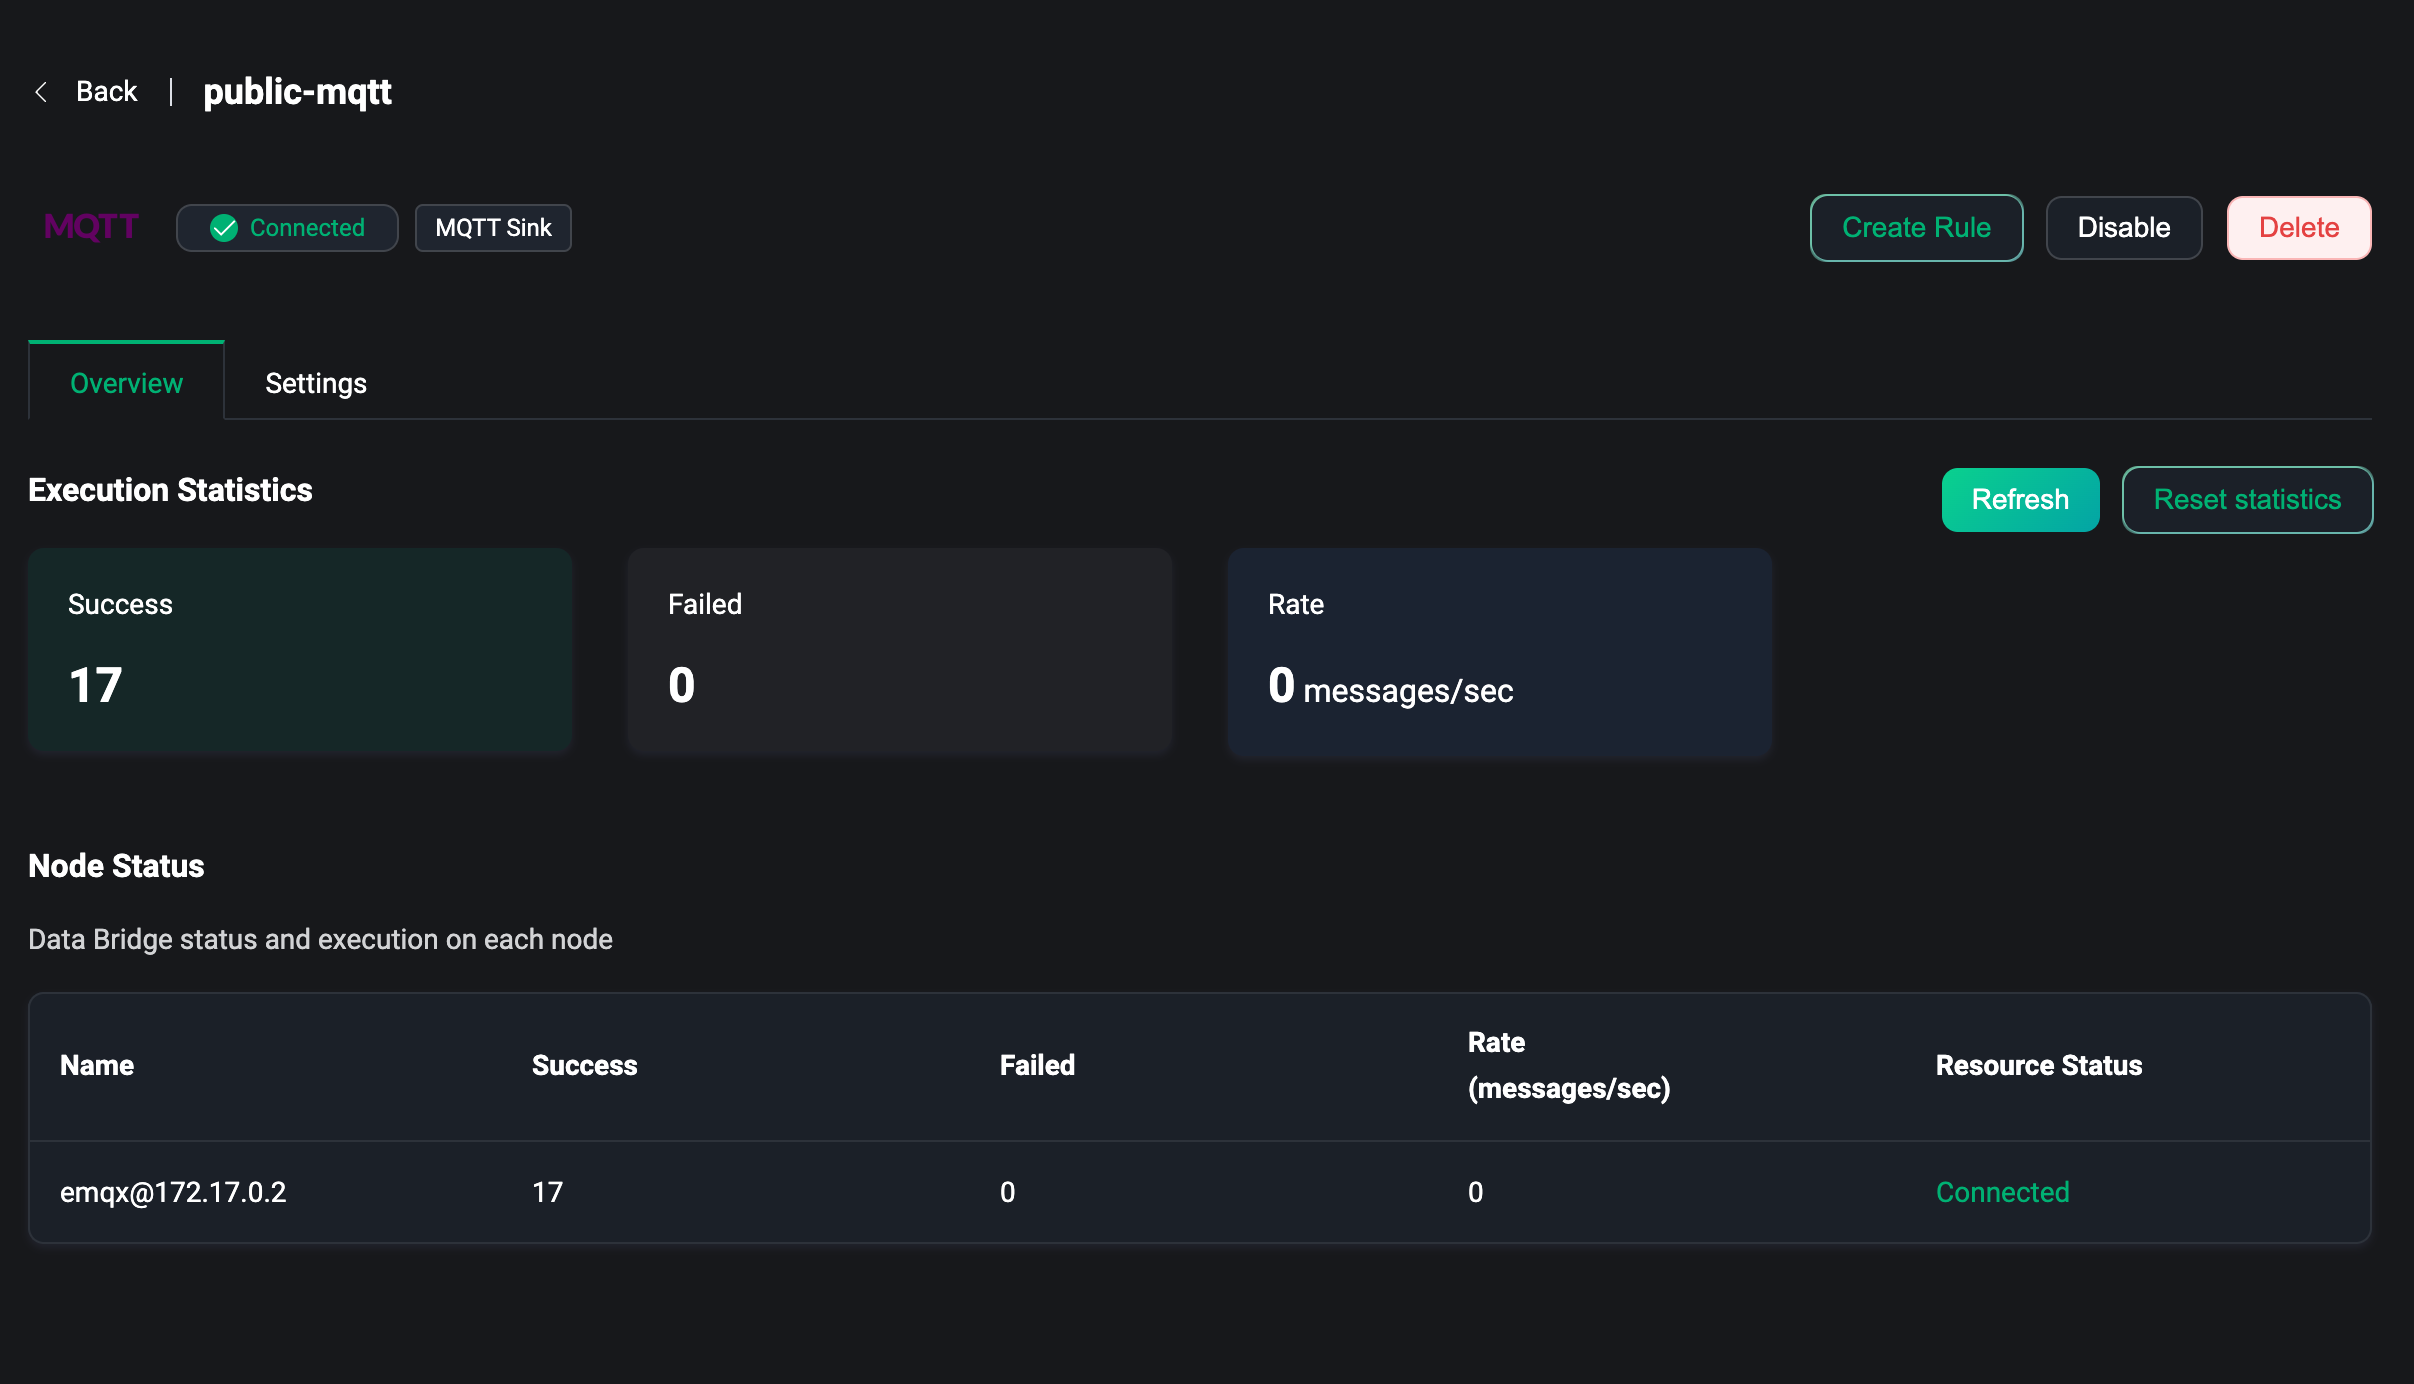 Back | public-mqtt
MQTT
Connected
MQTT Sink
Create Rule
Disable
Delete
Overview
Settings
Execution Statistics
Refresh
Reset statistics
Success
17
Failed
0
Rate
0 messages/sec
Node Status
Data Bridge status and execution on each node
Name
Success
Failed
Rate
(messages/sec)
Resource Status
emqx@172.17.0.2
17
0
0
Connected